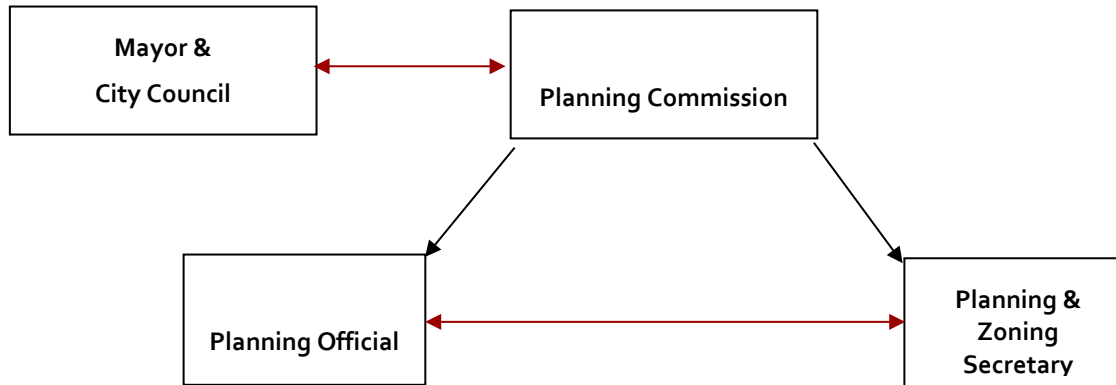 Mayor &
City Council
Planning Commission
Planning Official
Planning &
Zoning
Secretary